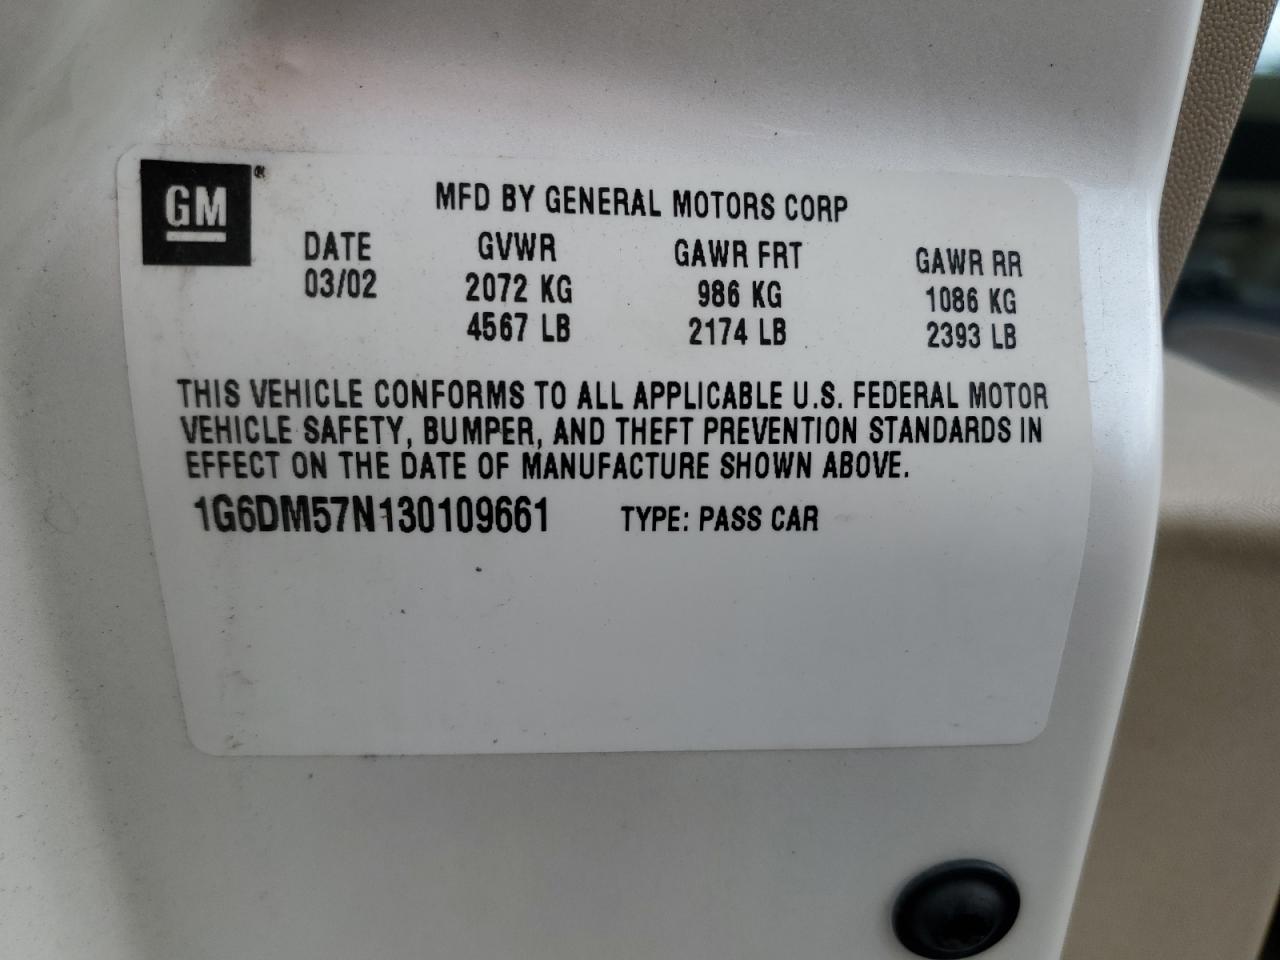 GM®
MFD BY GENERAL MOTORS CORP
DATE GVWR GAWR FRT GAWR RR
03/02 2072 KG 986 KG 1086 KG
4567 LB 2174 LB 2393 LB
THIS VEHICLE CONFORMS TO ALL APPLICABLE U.S. FEDERAL MOTOR
VEHICLE SAFETY, BUMPER, AND THEFT PREVENTION STANDARDS IN
EFFECT ON THE DATE OF MANUFACTURE SHOWN ABOVE.
1G6DM57N130109661 TYPE: PASS CAR